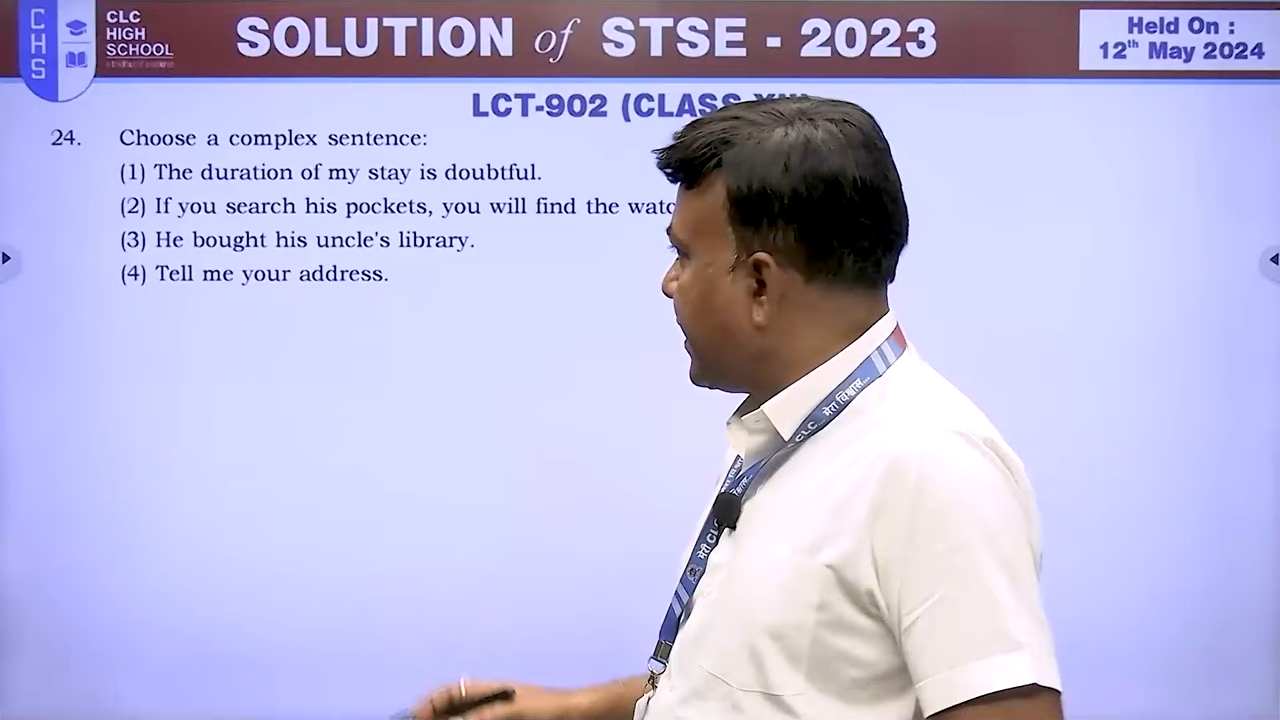 CHS
CLC
HIGH
SCHOOL
SOLUTION of STSE - 2023
Held On :
12th May 2024
LCT-902 (CLASS
24. Choose a complex sentence:
(1) The duration of my stay is doubtful.
(2) If you search his pockets, you will find the
(3) He bought his uncle's library.
(4) Tell me your address.
CLC... मेरा विश्वास...
मेरी CLC